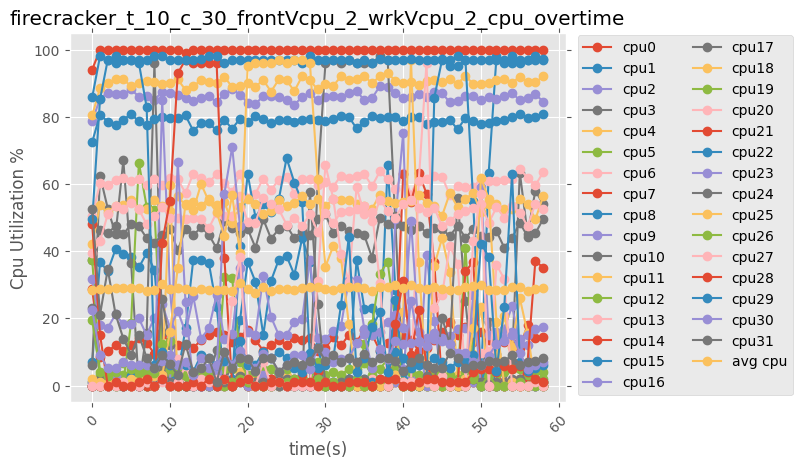 firecracker_t_10_c_30_frontVcpu_2_wrkVcpu_2_cpu_overtime
Cpu Utilization %
100
80
60
40
20
0
0
10
20
30
40
50
60
time(s)
cpu0
cpu1
cpu2
cpu3
cpu4
cpu5
cpu6
cpu7
cpu8
cpu9
cpu10
cpu11
cpu12
cpu13
cpu14
cpu15
cpu16
cpu17
cpu18
cpu19
cpu20
cpu21
cpu22
cpu23
cpu24
cpu25
cpu26
cpu27
cpu28
cpu29
cpu30
cpu31
avg cpu